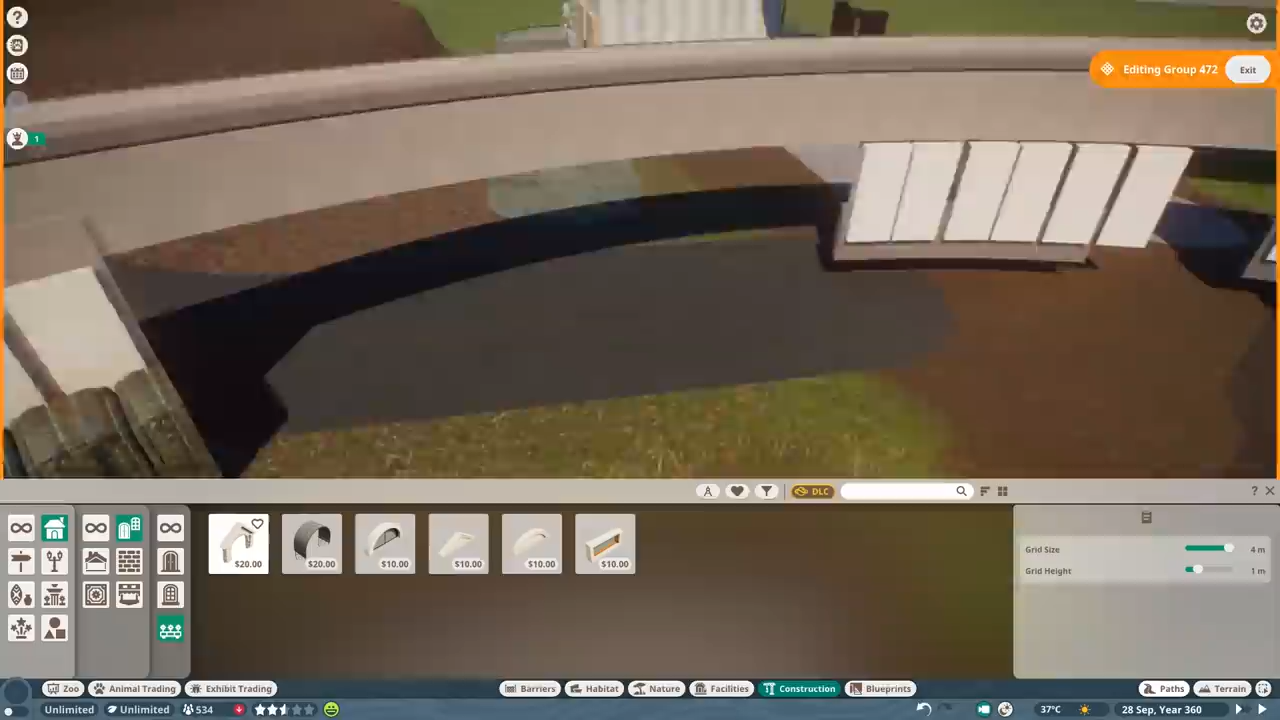 ?
Editing Group 472
Exit
1
DLC
?
$20.00
$20.00
$10.00
$10.00
$10.00
$10.00
Grid Size
4 m
Grid Height
1 m
Zoo
Animal Trading
Exhibit Trading
Barriers
Habitat
Nature
Facilities
Construction
Blueprints
Paths
Terrain
Unlimited
Unlimited
534
37°C
28 Sep, Year 360